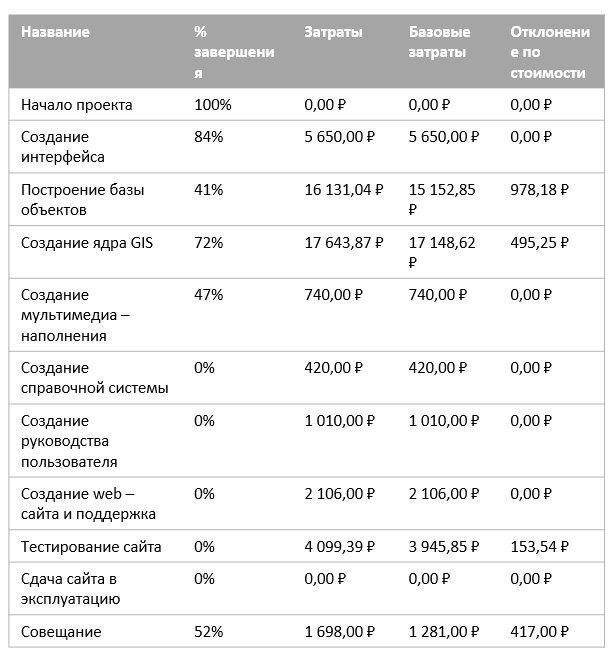 Название % Затраты Базовые Отклонени
завершени затраты е по
я стоимости
Начало проекта 100% 0,00 ₽ 0,00 ₽ 0,00 ₽
Создание 84% 5 650,00 ₽ 5 650,00 ₽ 0,00 ₽
интерфейса
Построение базы 41% 16 131,04 ₽ 15 152,85 978,18 ₽
объектов ₽
Создание ядра GIS 72% 17 643,87 ₽ 17 148,62 495,25 ₽
₽
Создание 47% 740,00 ₽ 740,00 ₽ 0,00 ₽
мультимедиа –
наполнения
Создание 0% 420,00 ₽ 420,00 ₽ 0,00 ₽
справочной системы
Создание 0% 1 010,00 ₽ 1 010,00 ₽ 0,00 ₽
руководства
пользователя
Создание web – 0% 2 106,00 ₽ 2 106,00 ₽ 0,00 ₽
сайта и поддержка
Тестирование сайта 0% 4 099,39 ₽ 3 945,85 ₽ 153,54 ₽
Сдача сайта в 0% 0,00 ₽ 0,00 ₽ 0,00 ₽
эксплуатацию
Совещание 52% 1 698,00 ₽ 1 281,00 ₽ 417,00 ₽